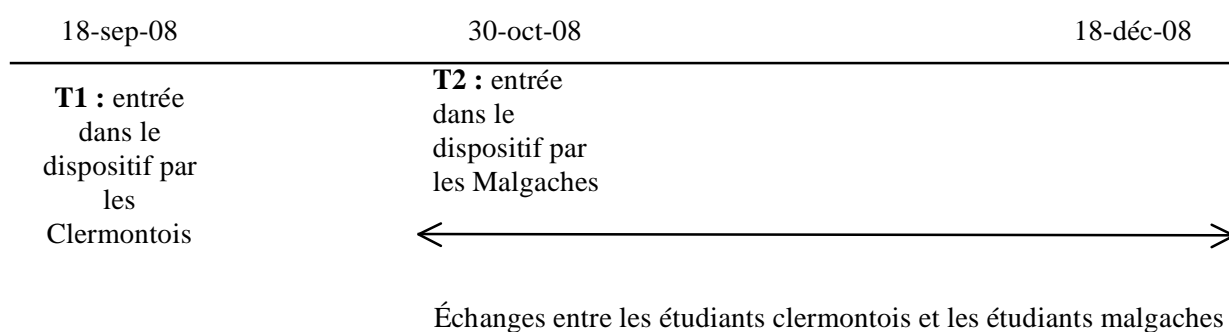 18-sep-08 30-oct-08 18-déc-08
T1 : entrée
dans le
dispositif par
les
Clermontois
T2 : entrée
dans le
dispositif par
les Malgaches
Échanges entre les étudiants clermontois et les étudiants malgaches